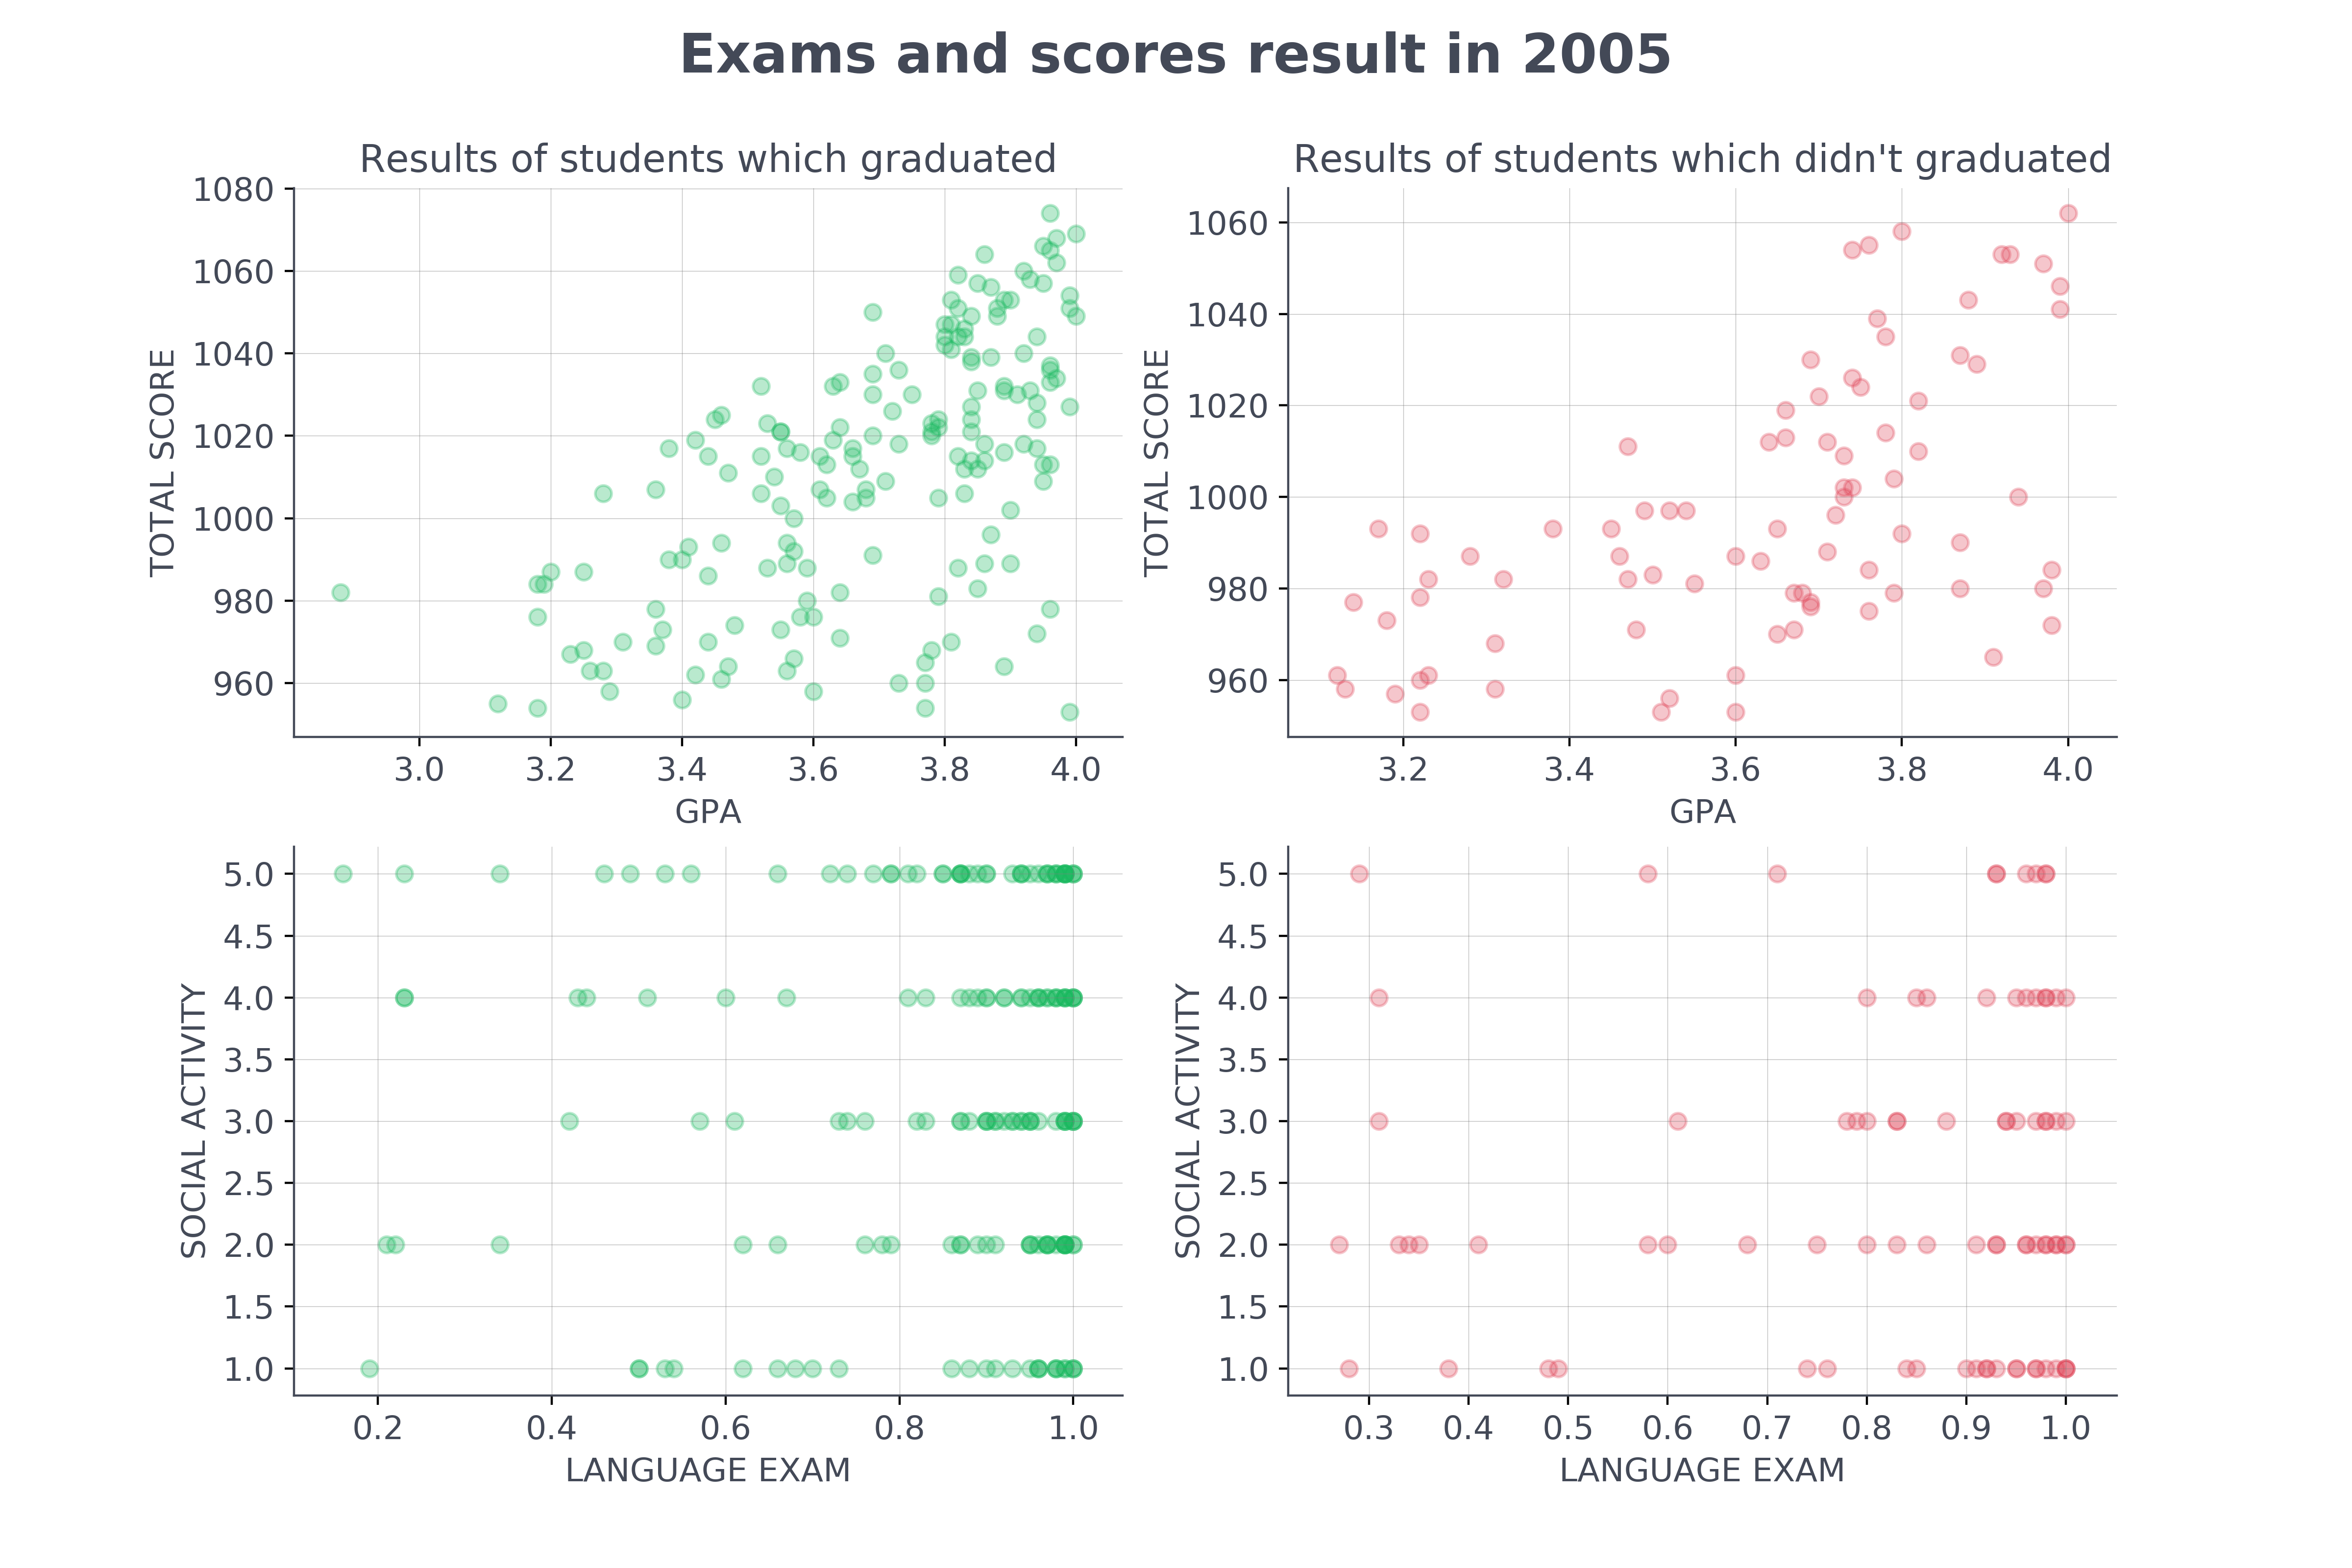 Exams and scores result in 2005
Results of students which graduated
TOTAL SCORE
1080
1060
1040
1020
1000
980
960
3.0 3.2 3.4 3.6 3.8 4.0
GPA
Results of students which didn't graduated
TOTAL SCORE
1060
1040
1020
1000
980
960
3.2 3.4 3.6 3.8 4.0
GPA
SOCIAL ACTIVITY
5.0
4.5
4.0
3.5
3.0
2.5
2.0
1.5
1.0
0.2 0.4 0.6 0.8 1.0
LANGUAGE EXAM
SOCIAL ACTIVITY
5.0
4.5
4.0
3.5
3.0
2.5
2.0
1.5
1.0
0.3 0.4 0.5 0.6 0.7 0.8 0.9 1.0
LANGUAGE EXAM